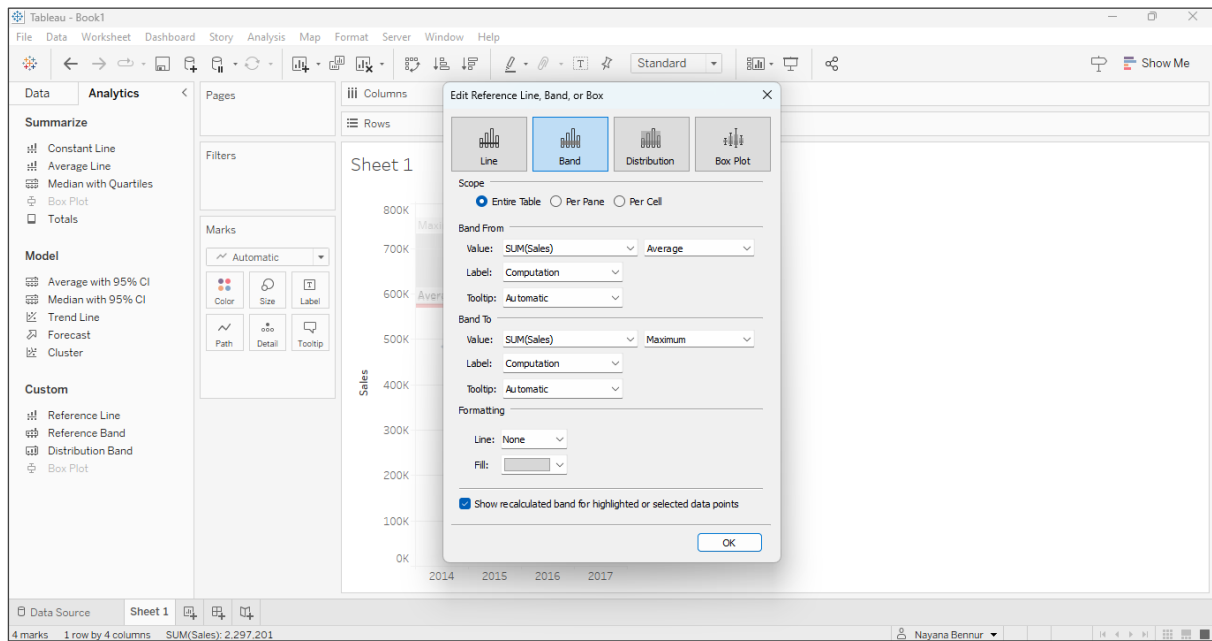 Tableau - Book1
File Data Worksheet Dashboard Story Analysis Map Format Server Window Help
Standard
Show Me
Data Analytics
Summarize
Constant Line
Average Line
Median with Quartiles
Box Plot
Totals
Model
Average with 95% CI
Median with 95% CI
Trend Line
Forecast
Cluster
Custom
Reference Line
Reference Band
Distribution Band
Box Plot
Pages
Filters
Marks
Automatic
Color Size Label
Path Detail Tooltip
Columns
Rows
Sheet 1
Sales
800K
700K
600K
500K
400K
300K
200K
100K
0K
2014 2015 2016 2017
Edit Reference Line, Band, or Box
Line Band Distribution Box Plot
Scope
Entire Table Per Pane Per Cell
Band From
Value: SUM(Sales) Average
Label: Computation
Tooltip: Automatic
Band To
Value: SUM(Sales) Maximum
Label: Computation
Tooltip: Automatic
Formatting
Line: None
Fill:
Show recalculated band for highlighted or selected data points
OK
Data Source Sheet 1
4 marks 1 row by 4 columns SUM(Sales): 2,297,201
Nayana Bennur